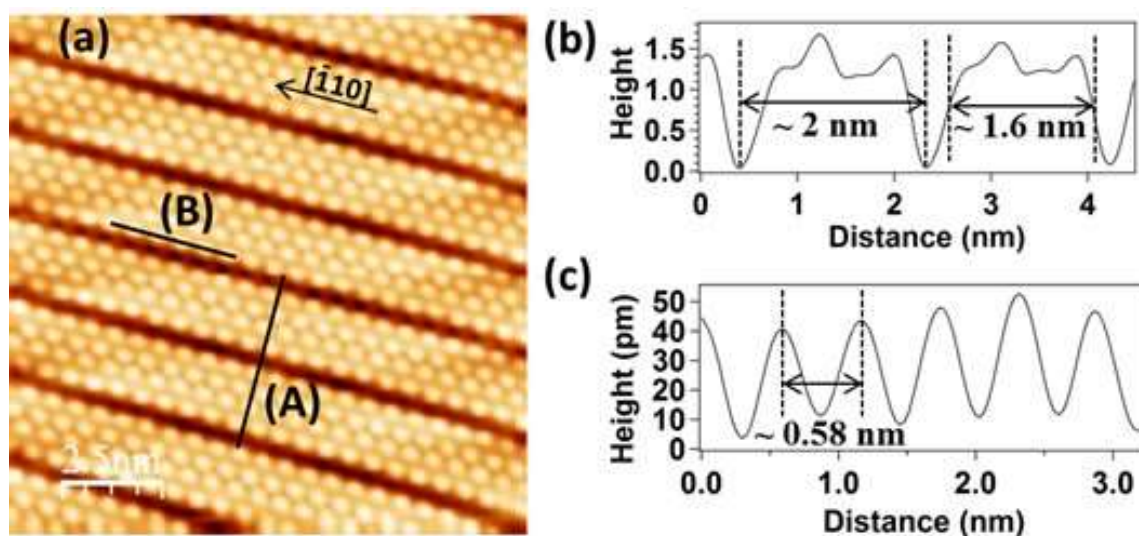 (a)
[1̄10]
(B)
(A)
2.5nm
(b)
Height
1.5
1.0
0.5
0.0
~ 2 nm
~ 1.6 nm
0 1 2 3 4
Distance (nm)
(c)
Height (pm)
50
40
30
20
10
0
~ 0.58 nm
0.0 1.0 2.0 3.0
Distance (nm)